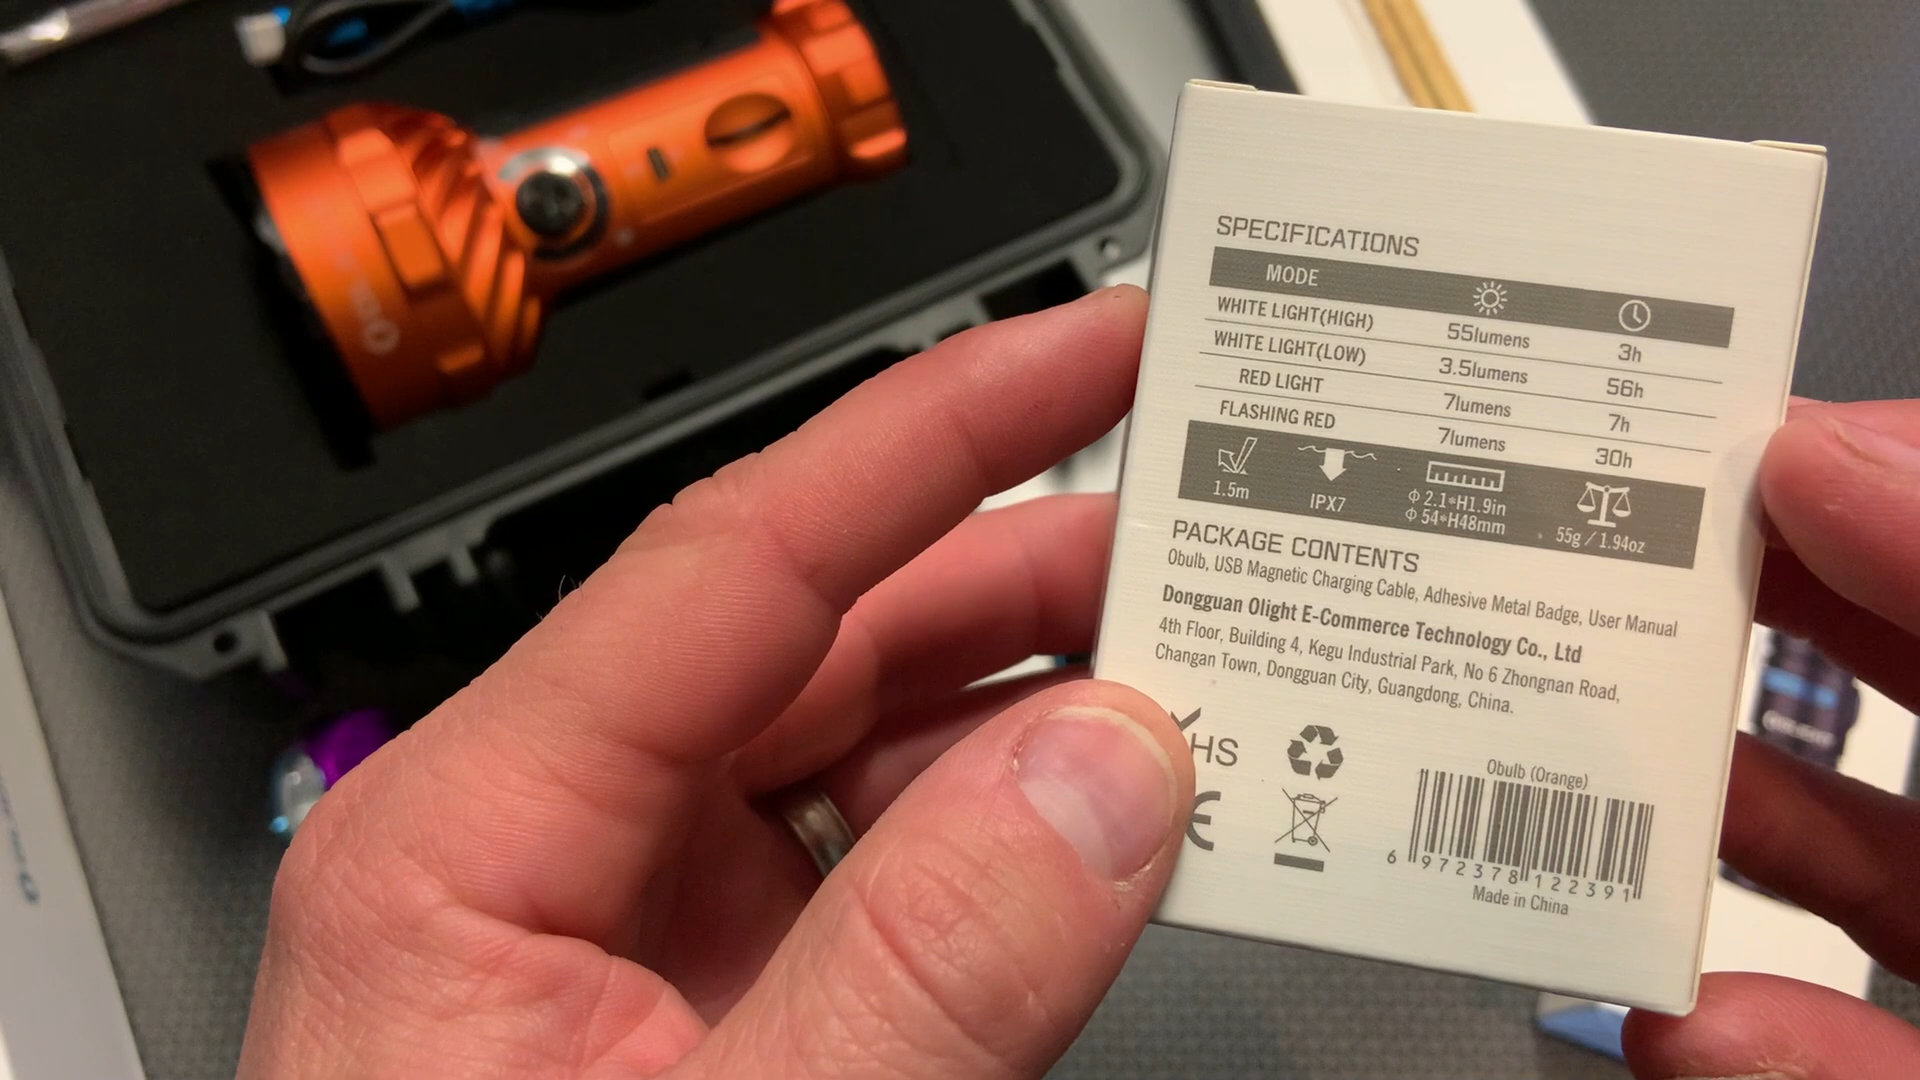 SPECIFICATIONS
MODE
WHITE LIGHT(HIGH) 55lumens 3h
WHITE LIGHT(LOW) 3.5lumens 56h
RED LIGHT 7lumens 7h
FLASHING RED 7lumens 30h
1.5m IPX7 Φ 2.1*H1.9in 55g / 1.94oz
Φ 54*H48mm
PACKAGE CONTENTS
Obulb, USB Magnetic Charging Cable, Adhesive Metal Badge, User Manual
Dongguan Olight E-Commerce Technology Co., Ltd
4th Floor, Building 4, Kegu Industrial Park, No 6 Zhongnan Road,
Changan Town, Dongguan City, Guangdong, China.
HS
CE
Obulb (Orange)
6 972378 122391
Made in China